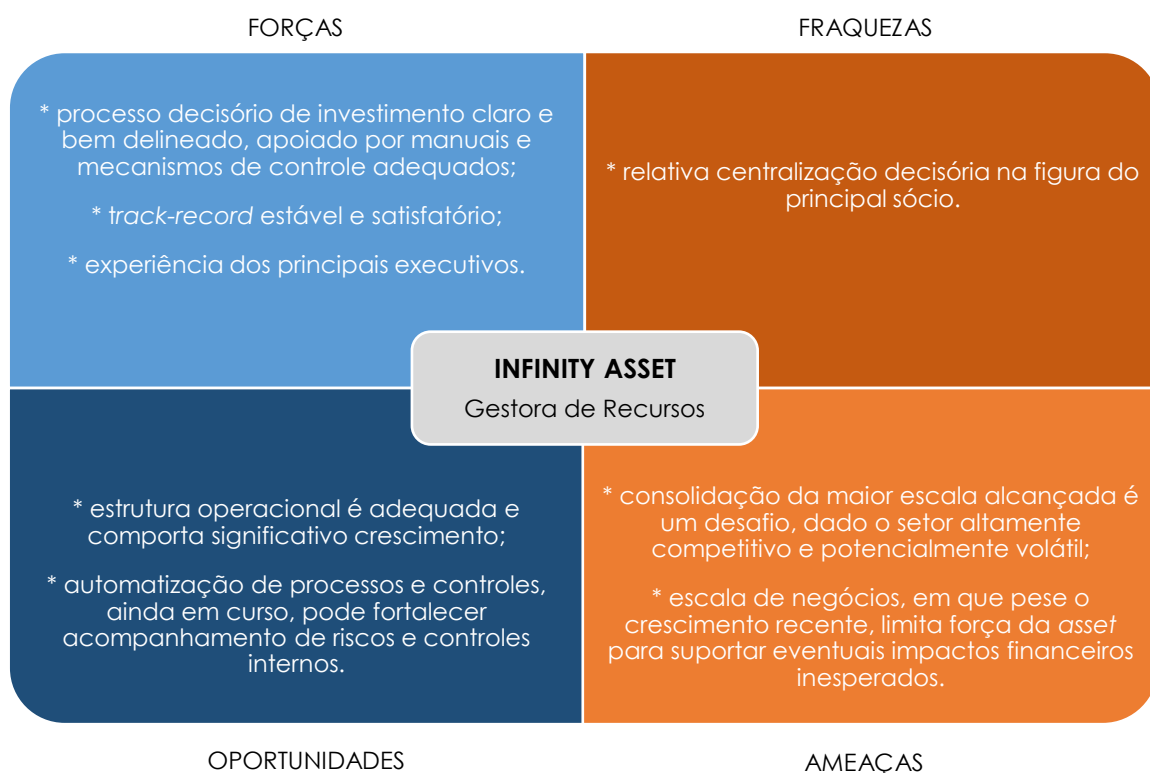 FORÇAS
FRAQUEZAS
* processo decisório de investimento claro e
bem delineado, apoiado por manuais e
mecanismos de controle adequados;
* track-record estável e satisfatório;
* experiência dos principais executivos.
* relativa centralização decisória na figura do
principal sócio.
INFINITY ASSET
Gestora de Recursos
* estrutura operacional é adequada e
comporta significativo crescimento;
* automatização de processos e controles,
ainda em curso, pode fortalecer
acompanhamento de riscos e controles
internos.
* consolidação da maior escala alcançada é
um desafio, dado o setor altamente
competitivo e potencialmente volátil;
* escala de negócios, em que pese o
crescimento recente, limita força da asset
para suportar eventuais impactos financeiros
inesperados.
OPORTUNIDADES
AMEAÇAS